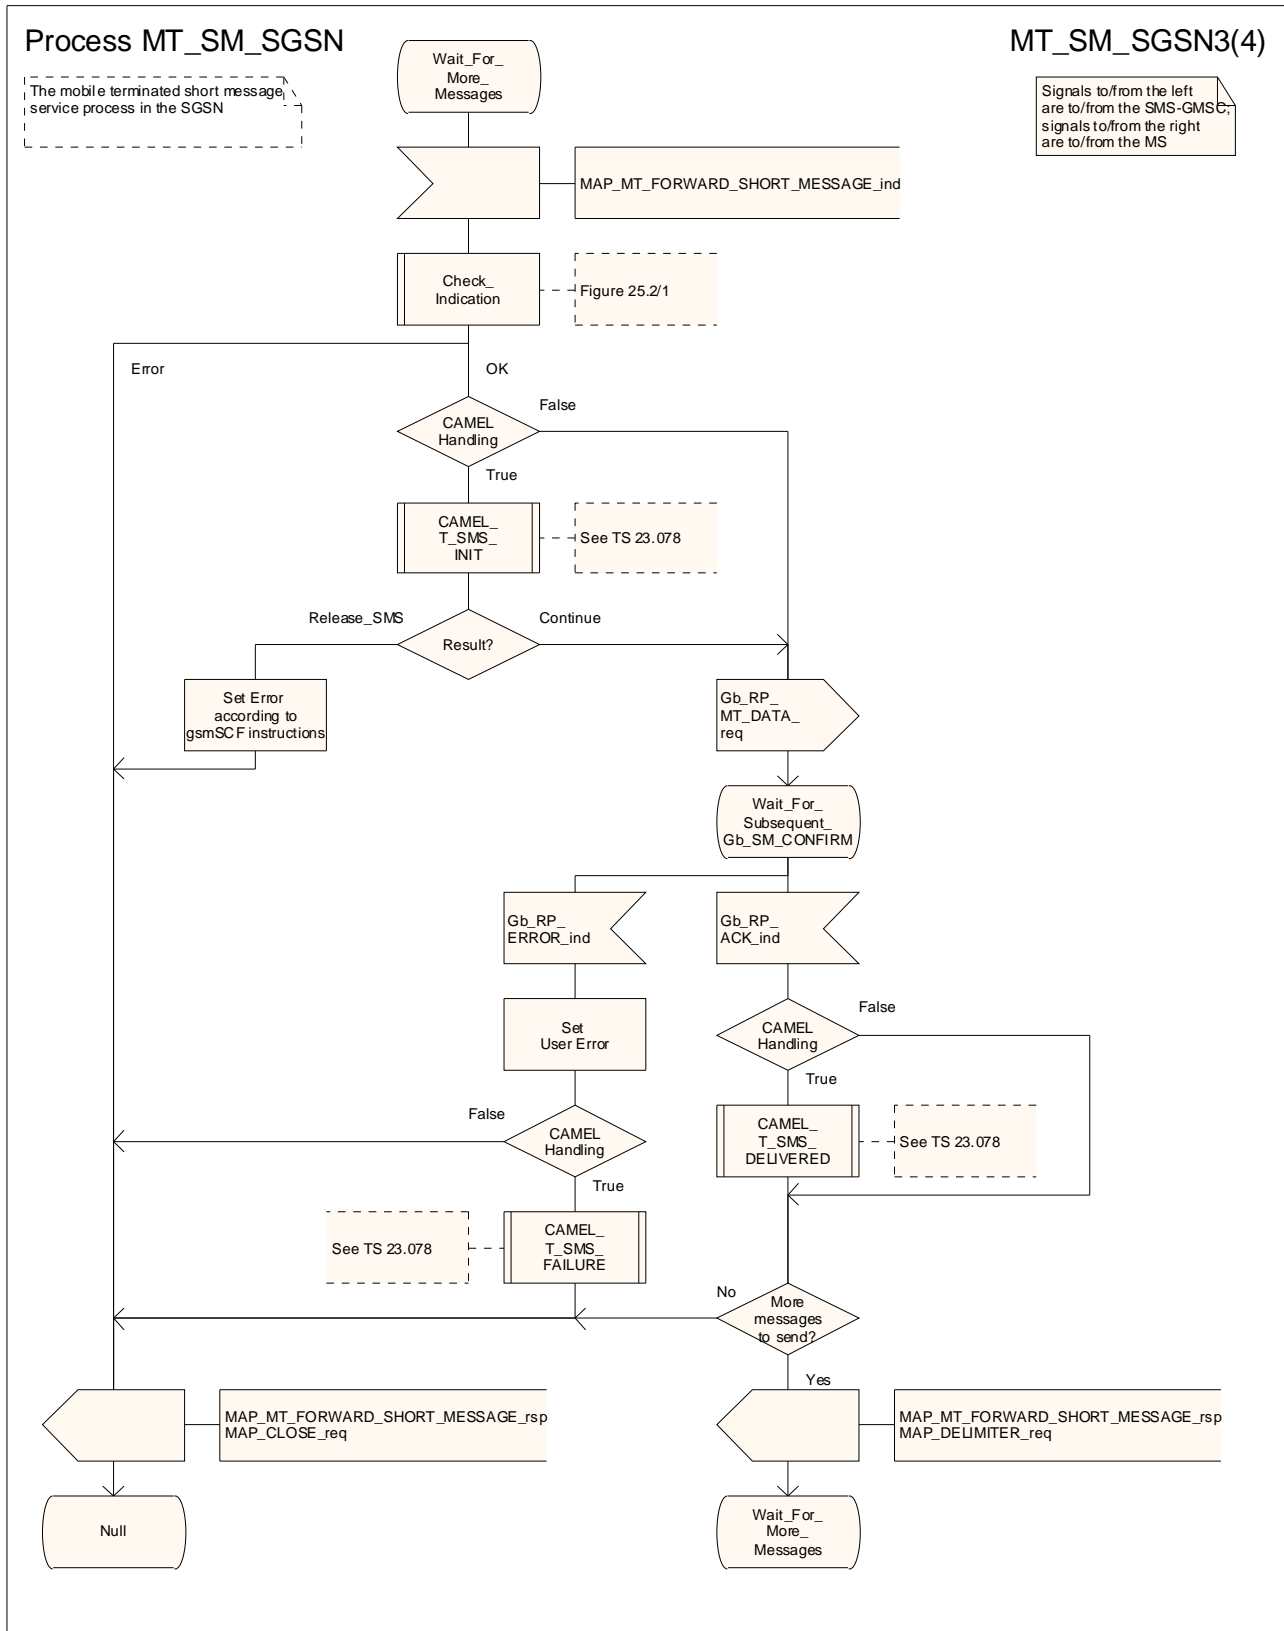 Process MT_SM_SGSN
MT_SM_SGSN3(4)
The mobile terminated short message
service process in the SGSN
Wait_For_
More_
Messages
Signals to/from the left
are to/from the SMS-GMSC;
signals to/from the right
are to/from the MS
MAP_MT_FORWARD_SHORT_MESSAGE_ind
Check_
Indication
Figure 25.2/1
Error
OK
CAMEL
Handling
False
True
CAMEL_
T_SMS_
INIT
See TS 23.078
Release_SMS
Result?
Continue
Set Error
according to
gsmSCF instructions
Gb_RP_
MT_DATA_
req
Wait_For_
Subsequent_
Gb_SM_CONFIRM
Gb_RP_
ERROR_ind
Gb_RP_
ACK_ind
Set
User Error
CAMEL
Handling
False
True
False
CAMEL
Handling
True
CAMEL_
T_SMS_
DELIVERED
See TS 23.078
See TS 23.078
CAMEL_
T_SMS_
FAILURE
No
More
messages
to send?
Yes
MAP_MT_FORWARD_SHORT_MESSAGE_rsp
MAP_CLOSE_req
MAP_MT_FORWARD_SHORT_MESSAGE_rsp
MAP_DELIMITER_req
Null
Wait_For_
More_
Messages